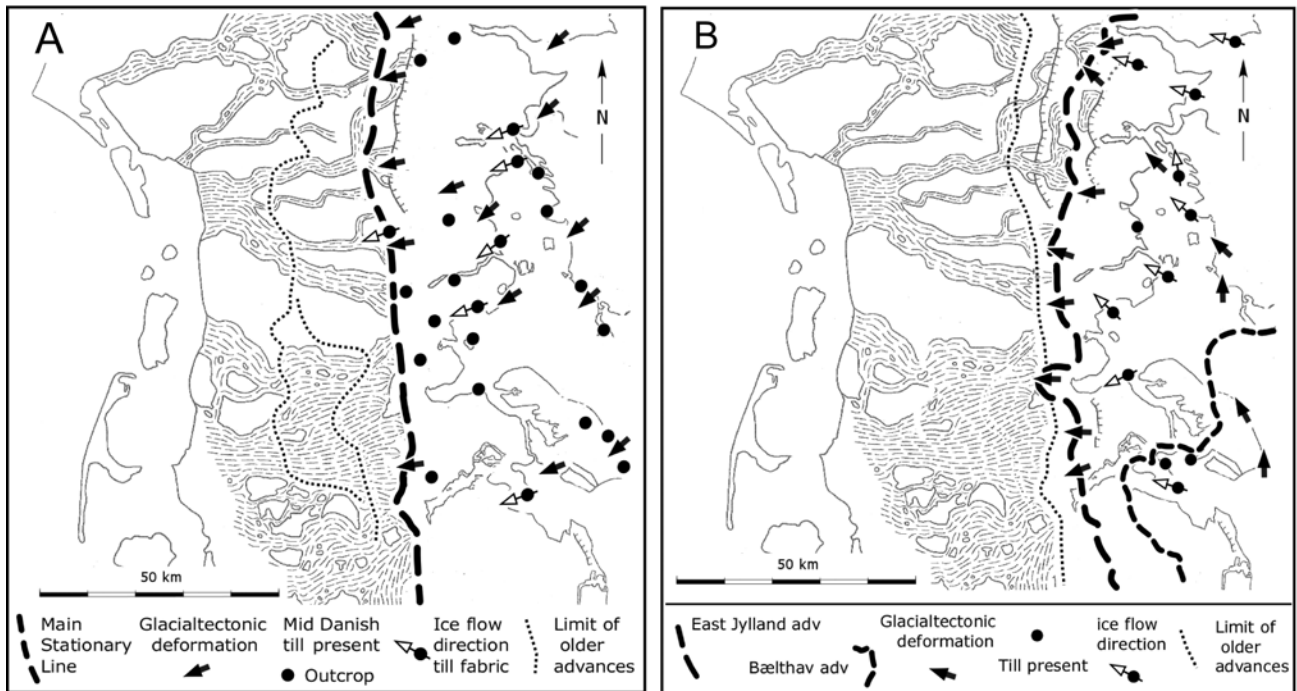 A
N
50 km
Main
Stationary
Line
Glacialtectonic
deformation
Mid Danish
till present
Outcrop
Ice flow
direction
till fabric
Limit of
older
advances
B
N
50 km
East Jylland adv
Bælthav adv
Glacialtectonic
deformation
Till present
ice flow
direction
Limit of
older
advances